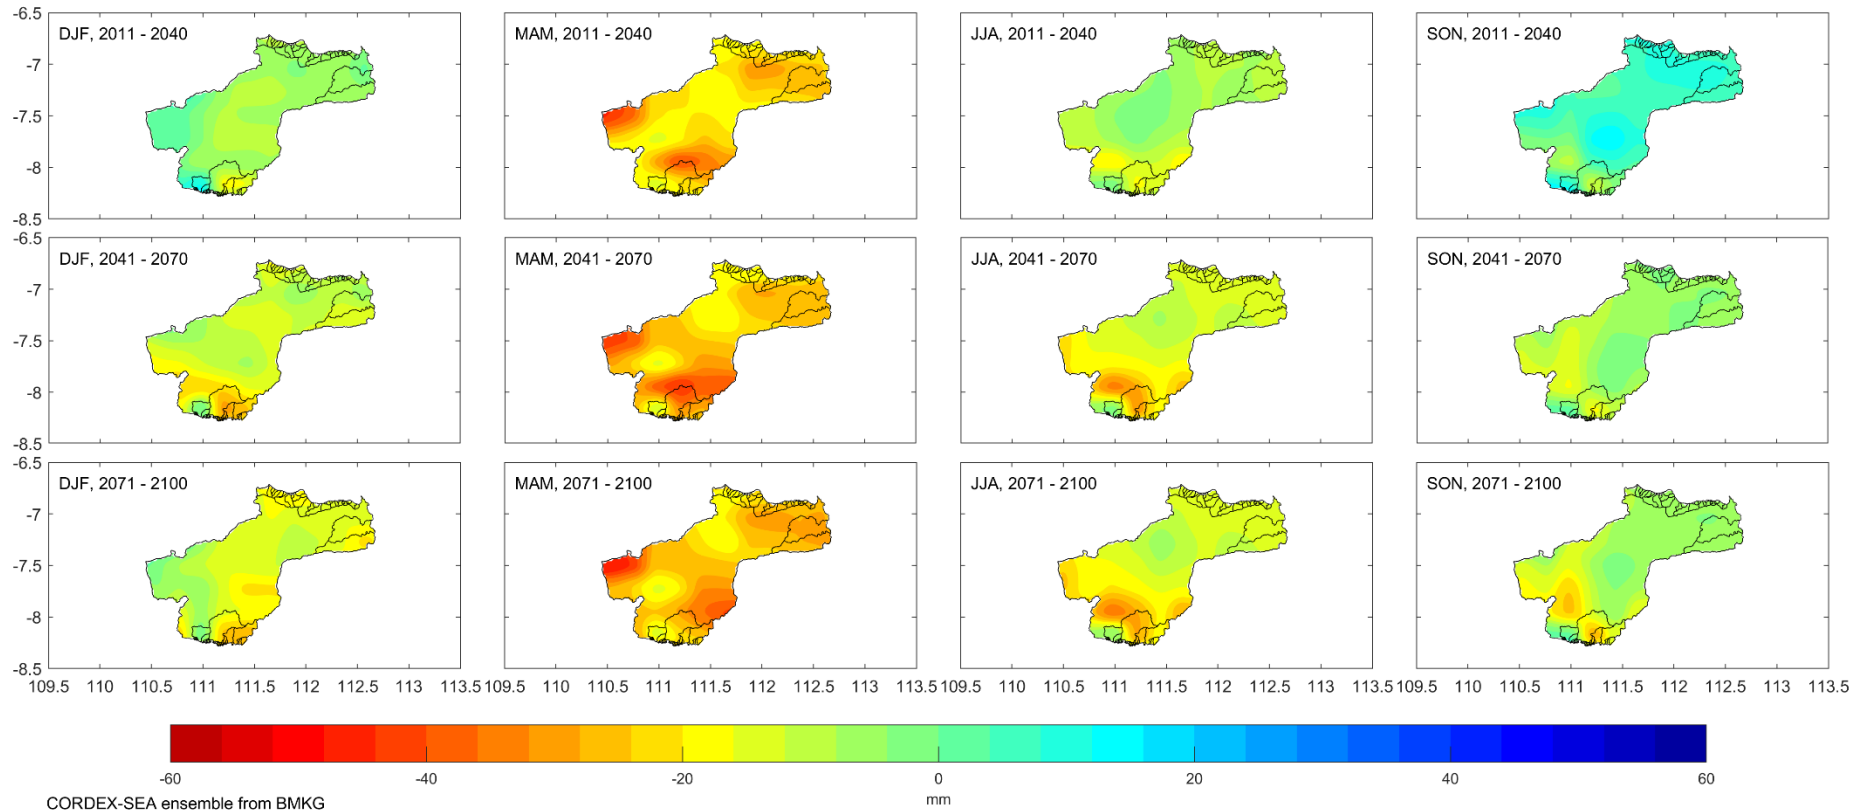 DJF, 2011 - 2040
MAM, 2011 - 2040
JJA, 2011 - 2040
SON, 2011 - 2040
-6.5
-7
-7.5
-8
-8.5
DJF, 2041 - 2070
MAM, 2041 - 2070
JJA, 2041 - 2070
SON, 2041 - 2070
-6.5
-7
-7.5
-8
-8.5
DJF, 2071 - 2100
MAM, 2071 - 2100
JJA, 2071 - 2100
SON, 2071 - 2100
-6.5
-7
-7.5
-8
-8.5
109.5 110 110.5 111 111.5 112 112.5 113 113.5 109.5 110 110.5 111 111.5 112 112.5 113 113.5 109.5 110 110.5 111 111.5 112 112.5 113 113.5 109.5 110 110.5 111 111.5 112 112.5 113 113.5
-60 -40 -20 0 20 40 60
mm
CORDEX-SEA ensemble from BMKG